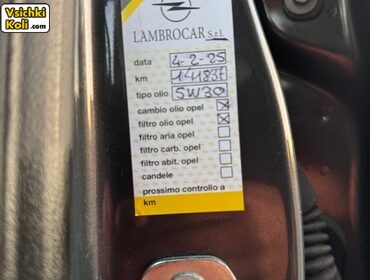 Vsichki
Koli.com
LAMBROCAR s.r.l.
data 4-2-25
km 141837
tipo olio 5W30
cambio olio opel
filtro olio opel
filtro aria opel
filtro carb. opel
filtro abit. opel
candele
prossimo controllo a
km